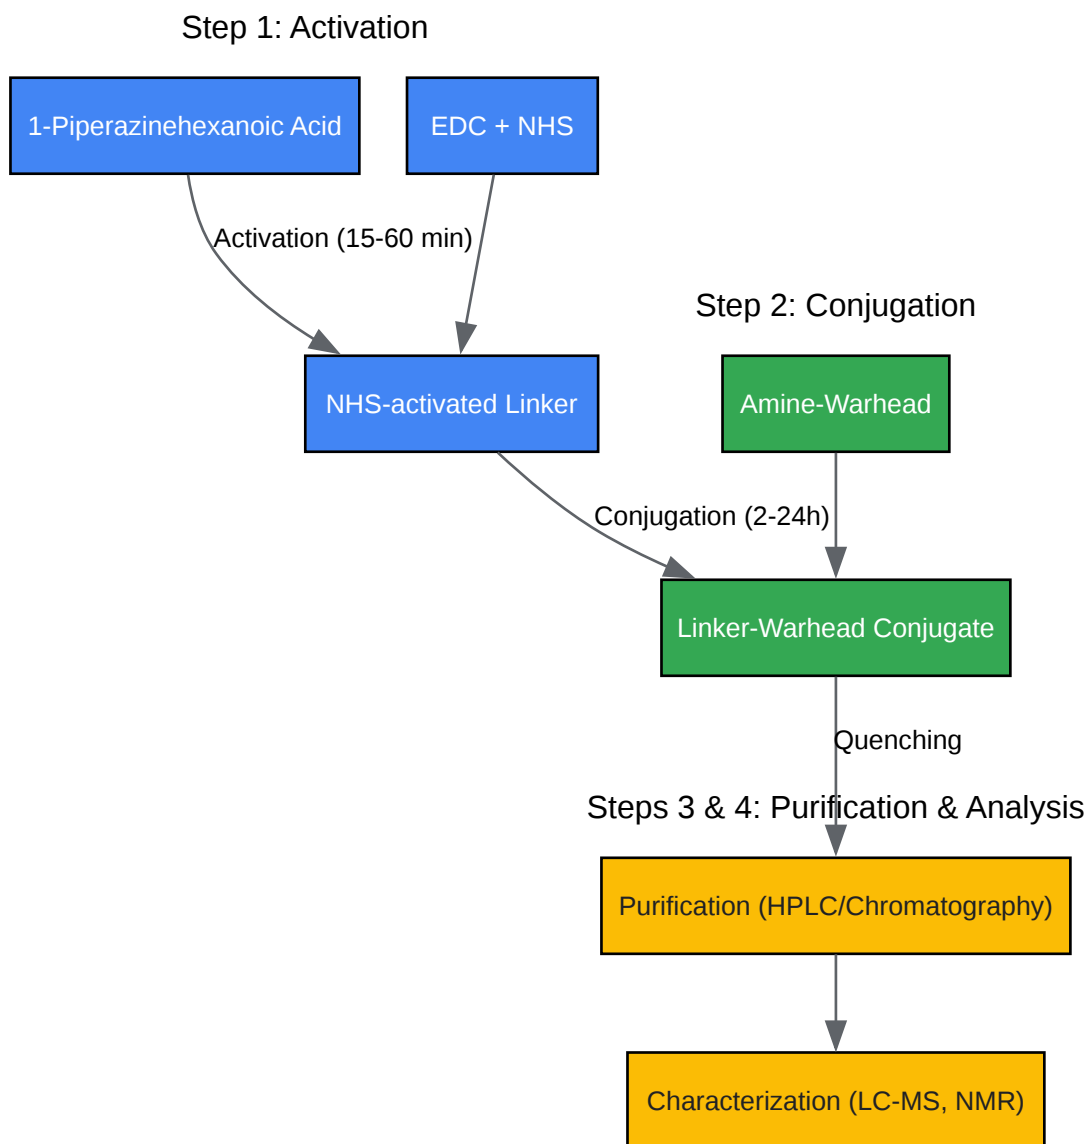 Step 1: Activation
1-Piperazinehexanoic Acid
EDC + NHS
Activation (15-60 min)
Step 2: Conjugation
NHS-activated Linker
Amine-Warhead
Conjugation (2-24h)
Linker-Warhead Conjugate
Quenching
Steps 3 & 4: Purification & Analysis
Purification (HPLC/Chromatography)
Characterization (LC-MS, NMR)